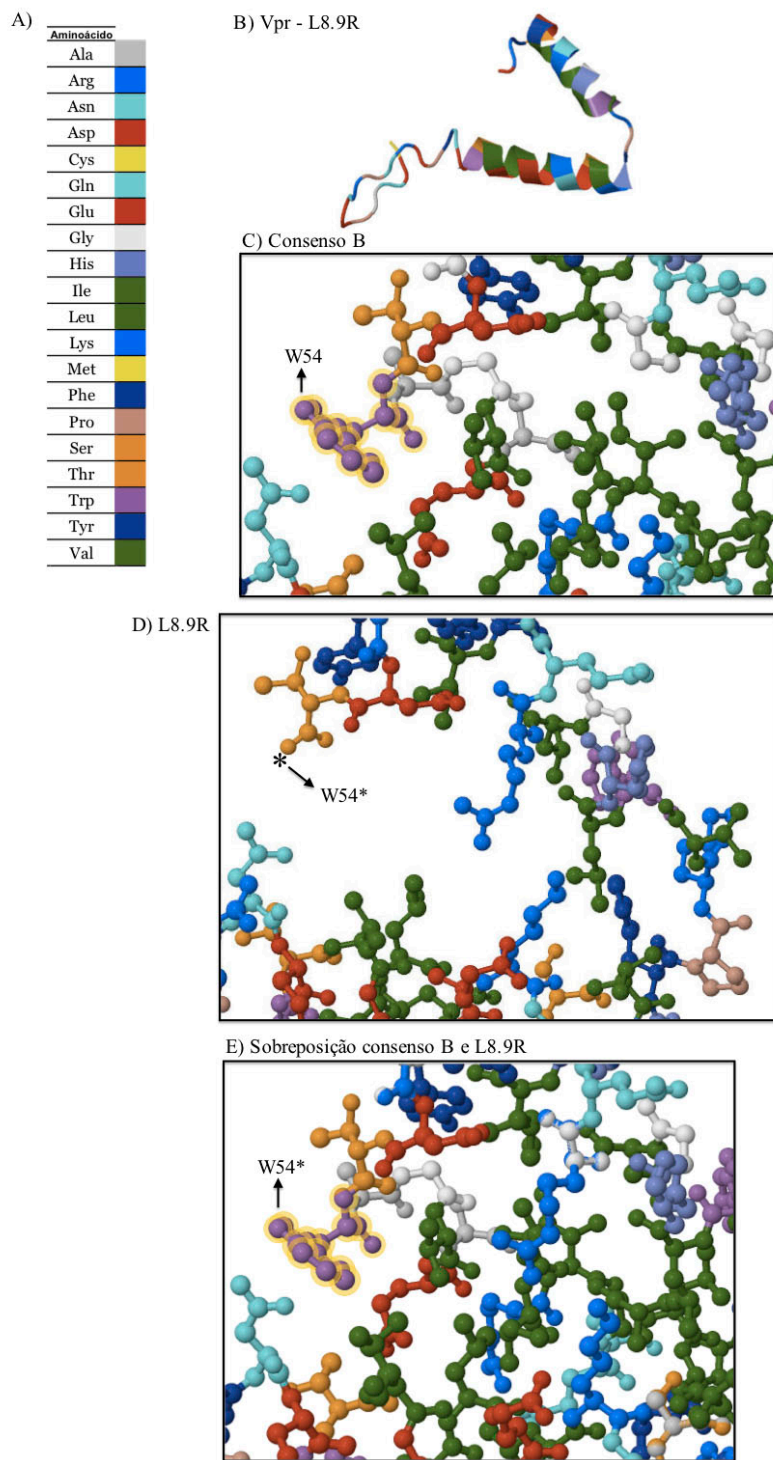 A)
Aminoácido
Ala
Arg
Asn
Asp
Cys
Gln
Glu
Gly
His
Ile
Leu
Lys
Met
Phe
Pro
Ser
Thr
Trp
Tyr
Val
B) Vpr - L8.9R
C) Consenso B
W54
D) L8.9R
*
W54*
E) Sobreposição consenso B e L8.9R
W54*